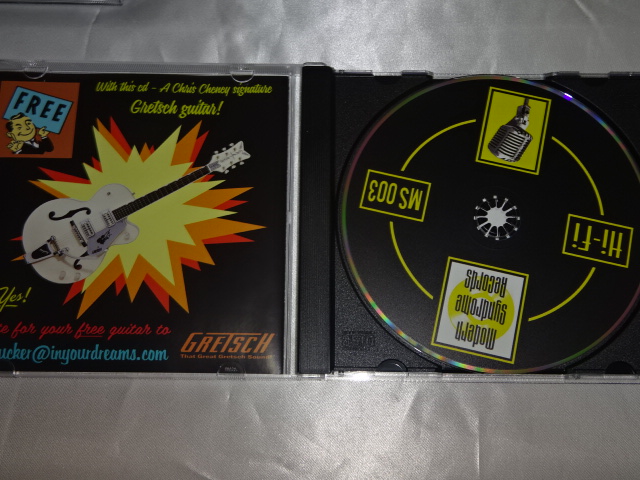 FREE
With this cd - A Chris Cheney signature
Gretsch guitar!
Yes!
te for your free guitar to
ucker@inyourdreams.com
GRETSCH
That Great Gretsch Sound!
MS 003
Hi-Fi
Modern
Syndrome
Records